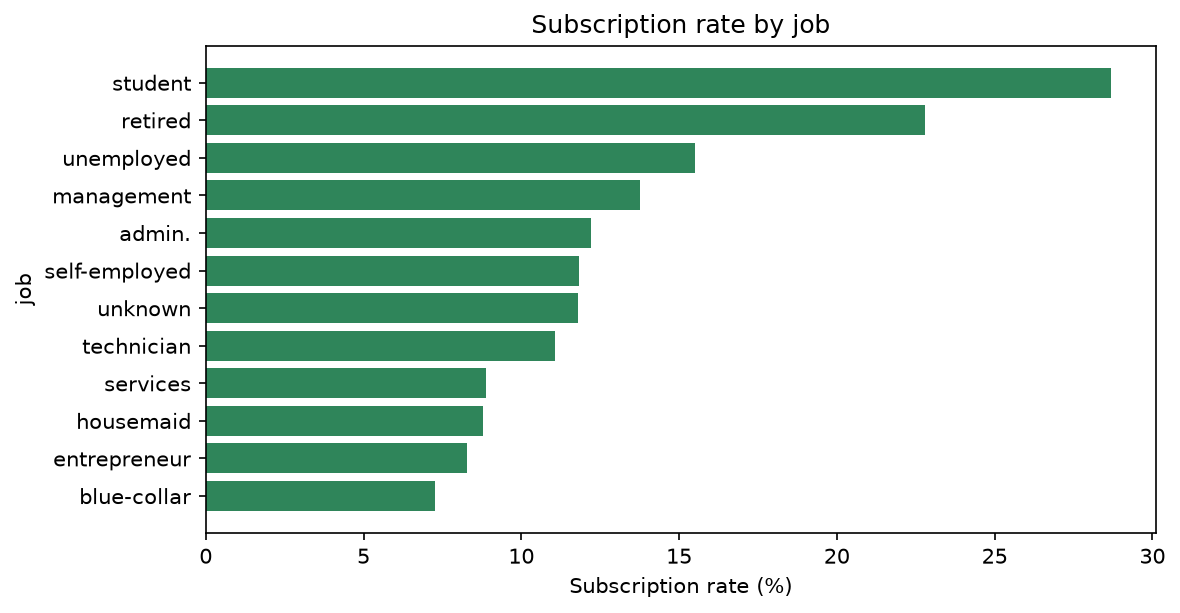 Subscription rate by job
student
retired
unemployed
management
admin.
self-employed
unknown
technician
services
housemaid
entrepreneur
blue-collar
job
0 5 10 15 20 25 30
Subscription rate (%)